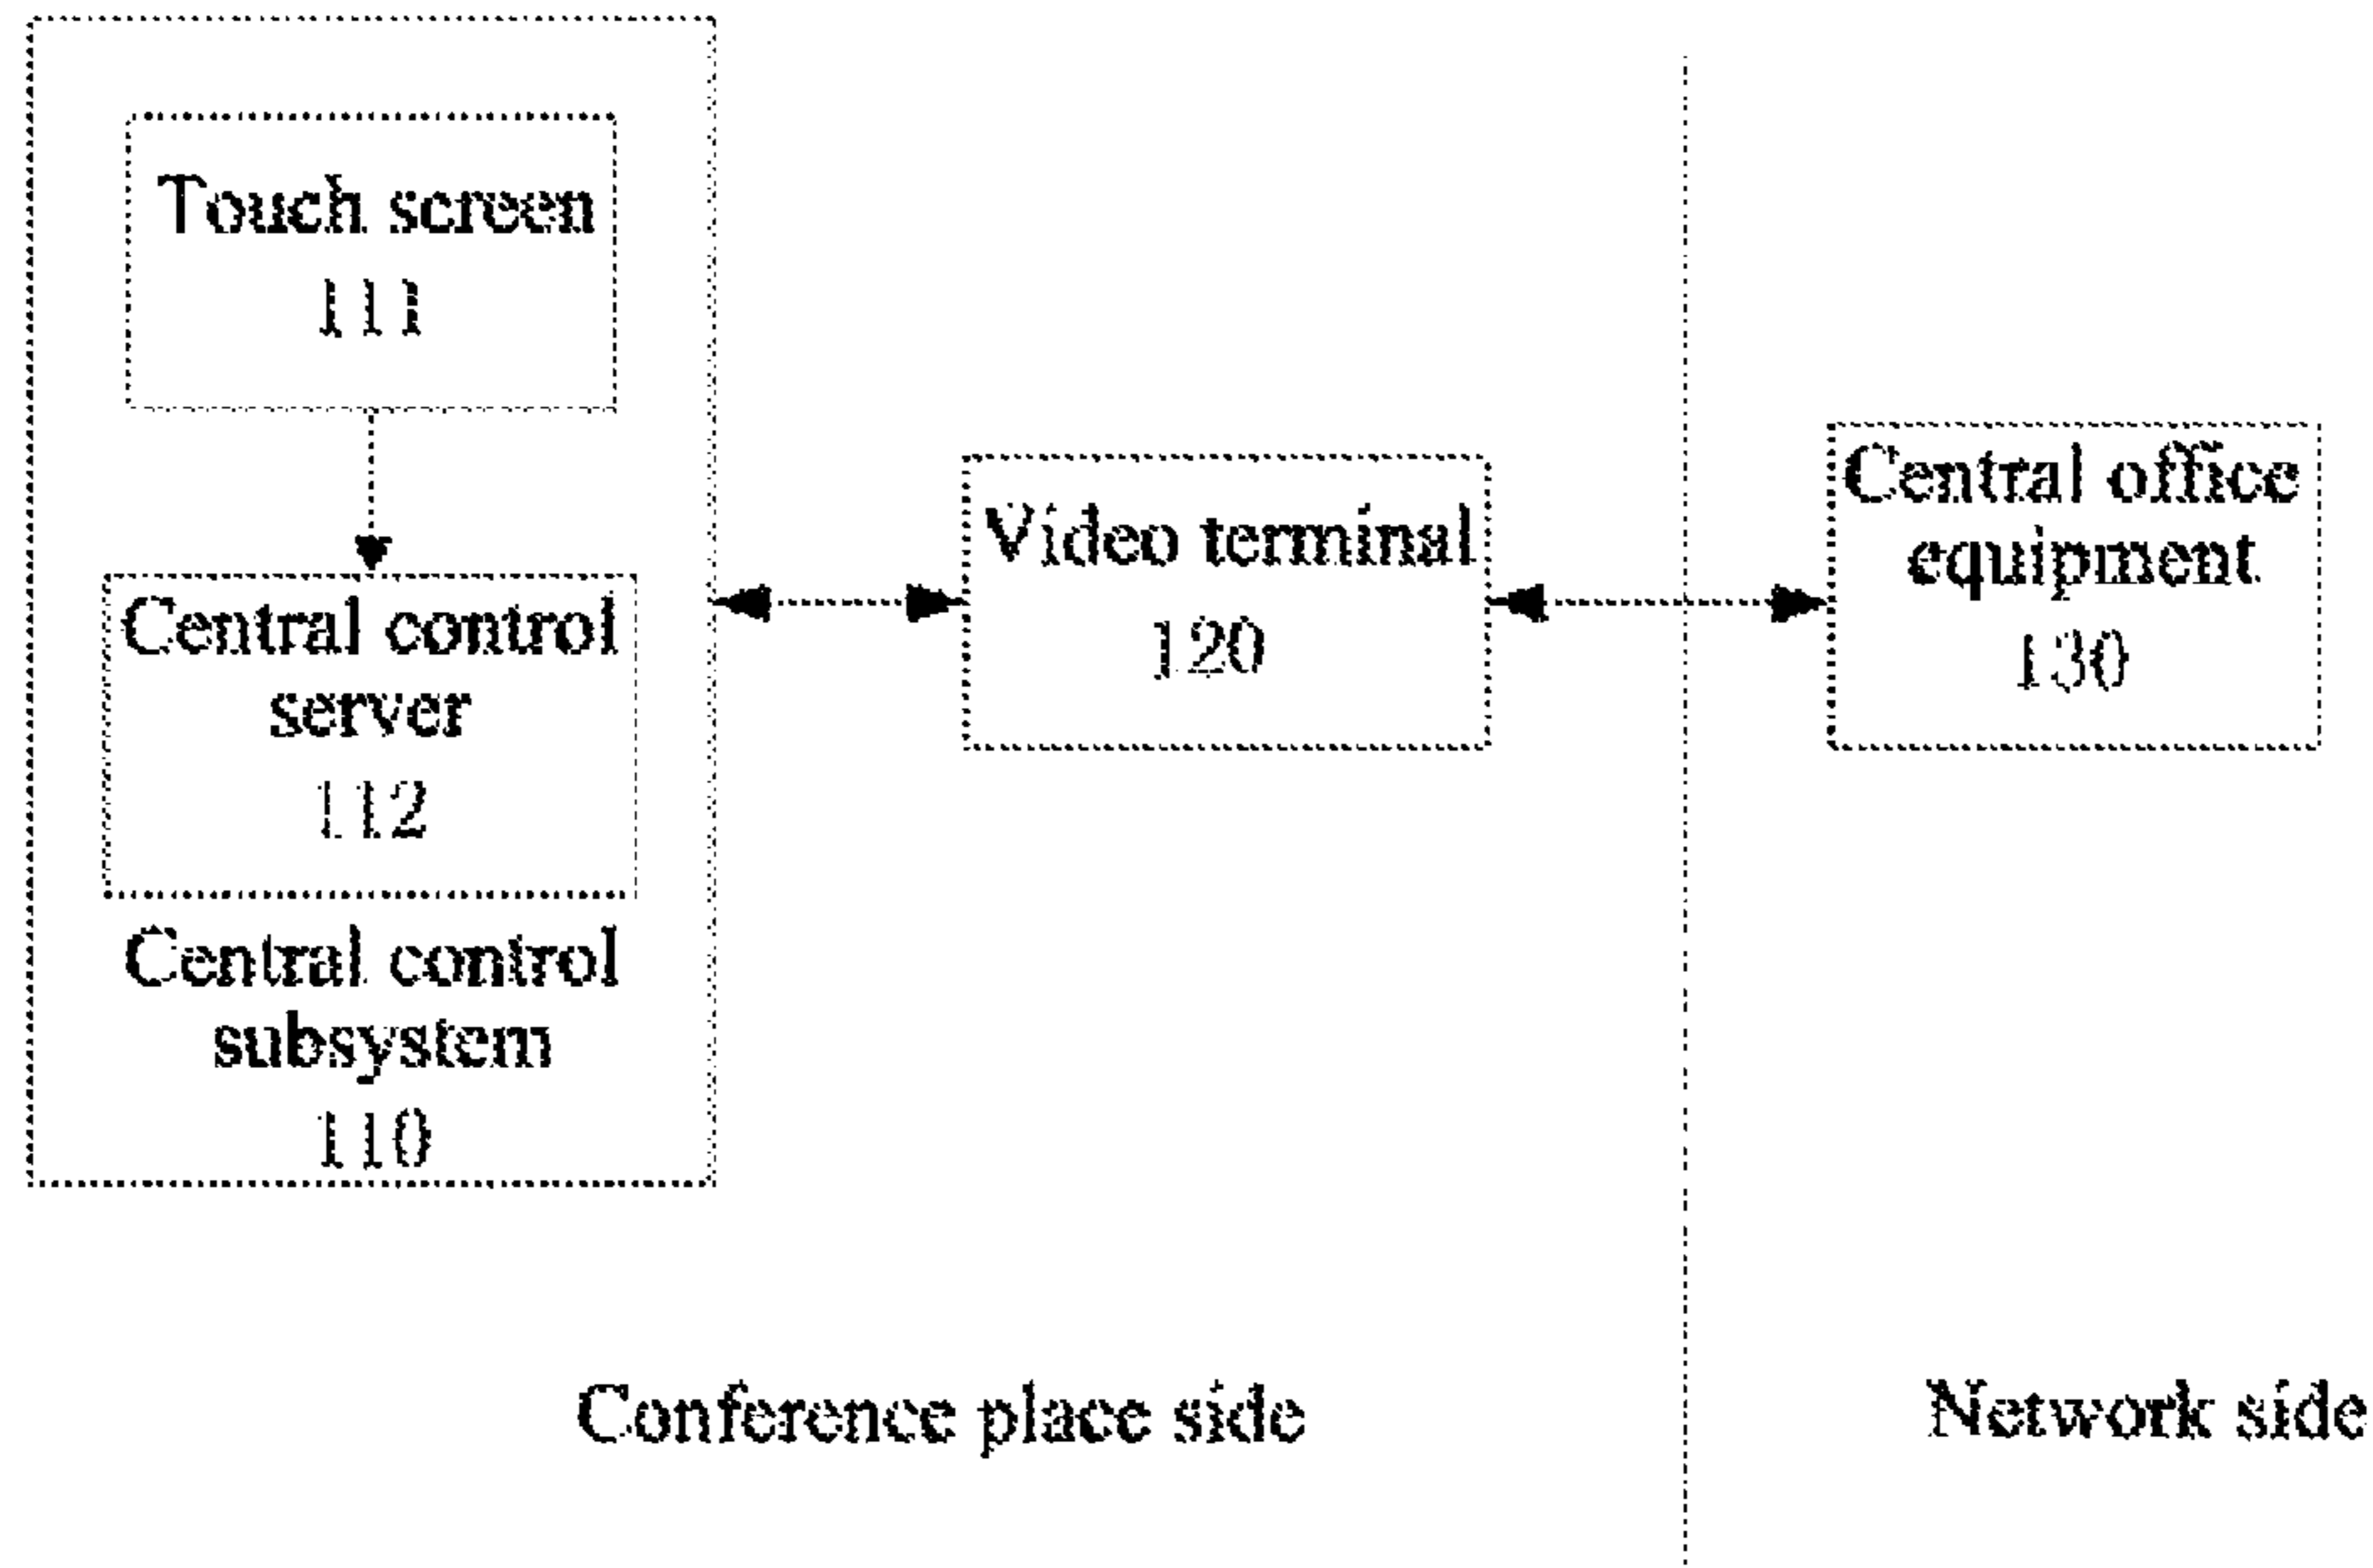 Touch screen
111
Central control
server
112
Central control
subsystem
110
Video terminal
120
Central office
equipment
130
Conference place side
Network side